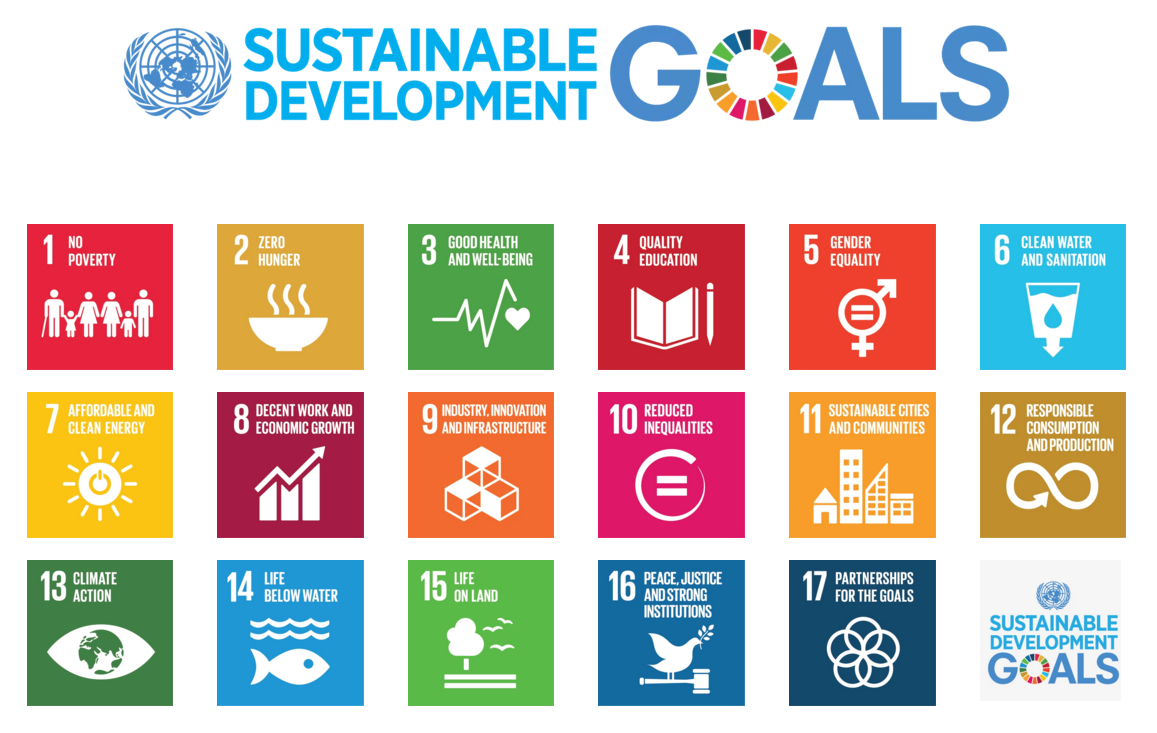 SUSTAINABLE
DEVELOPMENT
GOALS
1 NO
POVERTY
2 ZERO
HUNGER
3 GOOD HEALTH
AND WELL-BEING
4 QUALITY
EDUCATION
5 GENDER
EQUALITY
6 CLEAN WATER
AND SANITATION
7 AFFORDABLE AND
CLEAN ENERGY
8 DECENT WORK AND
ECONOMIC GROWTH
9 INDUSTRY, INNOVATION
AND INFRASTRUCTURE
10 REDUCED
INEQUALITIES
11 SUSTAINABLE CITIES
AND COMMUNITIES
12 RESPONSIBLE
CONSUMPTION
AND PRODUCTION
13 CLIMATE
ACTION
14 LIFE
BELOW WATER
15 LIFE
ON LAND
16 PEACE, JUSTICE
AND STRONG
INSTITUTIONS
17 PARTNERSHIPS
FOR THE GOALS
SUSTAINABLE
DEVELOPMENT
GOALS